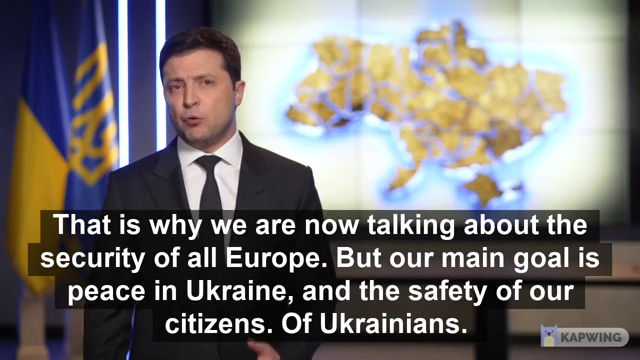 That is why we are now talking about the
security of all Europe. But our main goal is
peace in Ukraine, and the safety of our
citizens. Of Ukrainians.
KAPWING